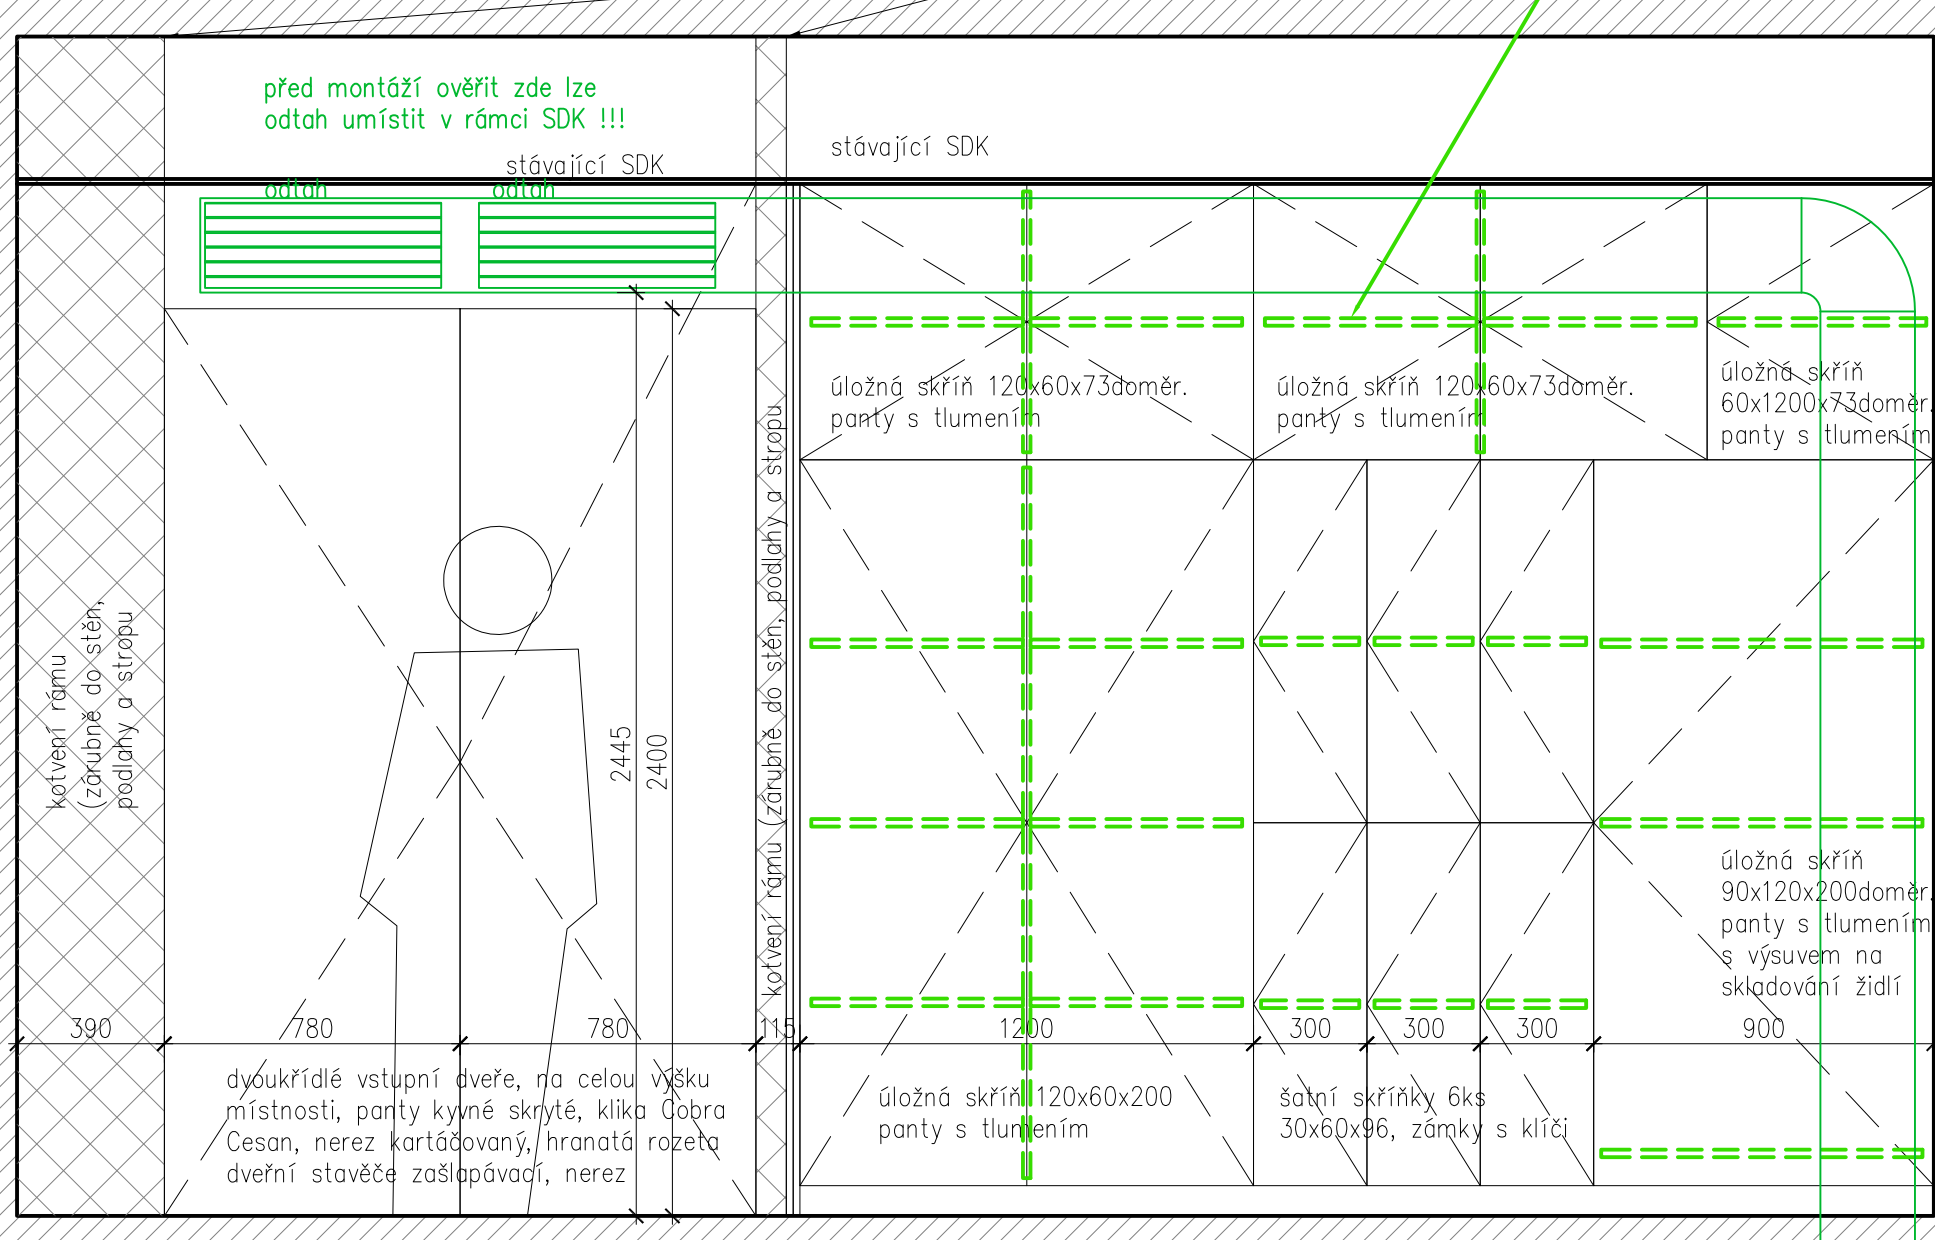 před montáží ověřit zde lze
odtah umístit v rámci SDK !!!
stávající SDK
stávající SDK
odtah
odtah
úložná skříň 120x60x73doměr.
panty s tlumením
úložná skříň 120x60x73doměr.
panty s tlumením
úložná skříň
60x1200x73doměr.
panty s tlumením
kotvení rámu
(zárubně do stěn,
podlahy a stropu
2445
2400
kotvení rámu (zárubně do stěn, podlahy a stropu
úložná skříň
90x120x200doměr.
panty s tlumením
s výsuvem na
skladování židlí
390
780
780
115
1200
300
300
300
900
dvoukřídlé vstupní dveře, na celou výšku
místnosti, panty kyvné skryté, klika Cobra
Cesan, nerez kartáčovaný, hranatá rozeta
dveřní stavěče zašlapávací, nerez
úložná skříň 120x60x200
panty s tlumením
šatní skříňky 6ks
30x60x96, zámky s klíči